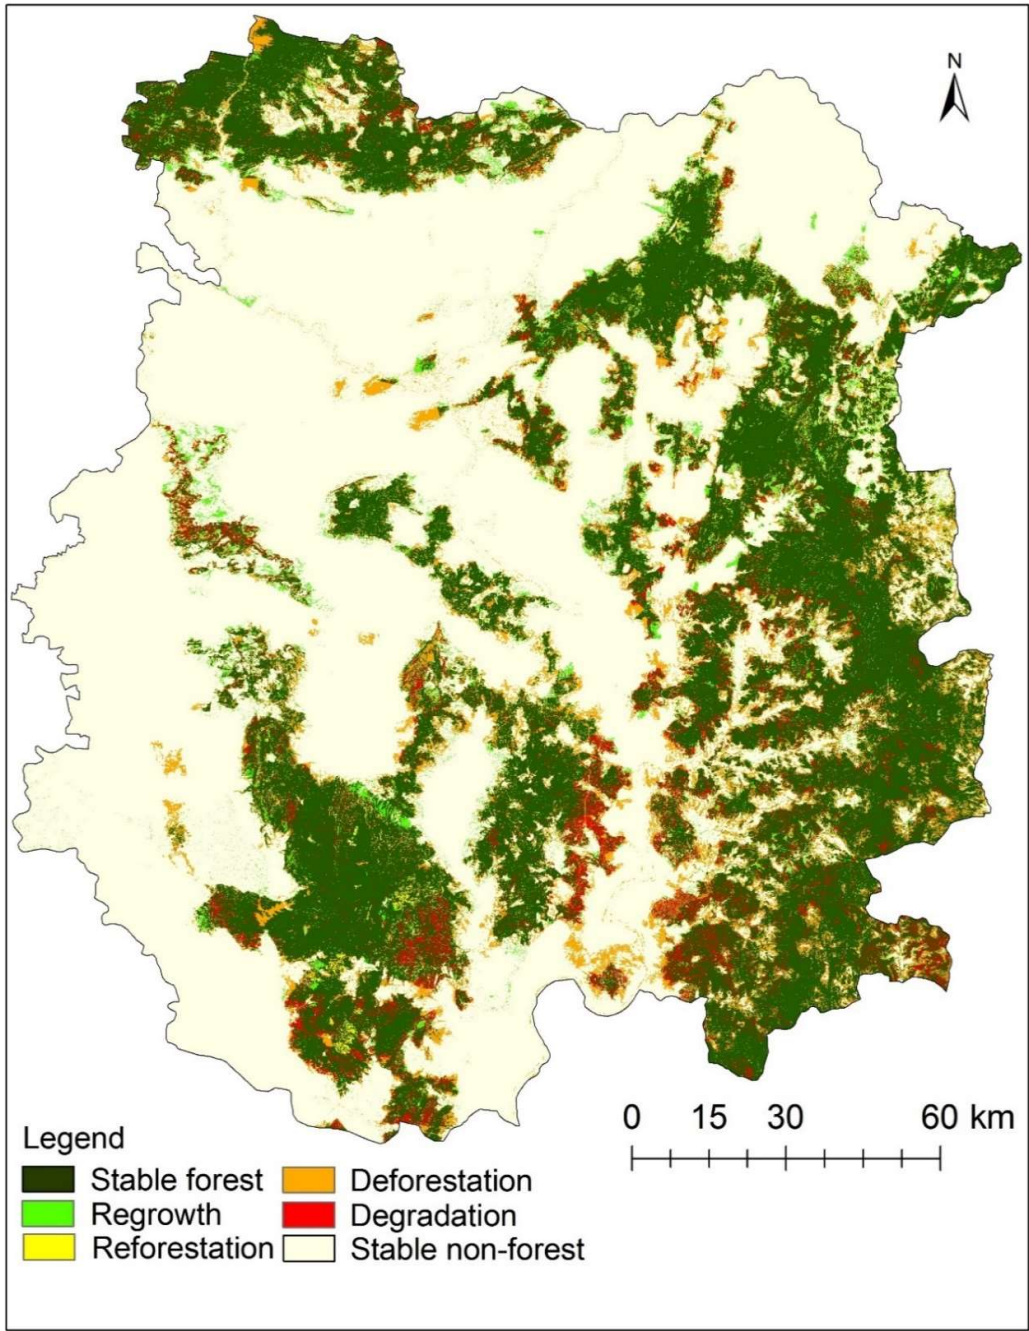 N
0 15 30 60 km
Legend
Stable forest Deforestation
Regrowth Degradation
Reforestation Stable non-forest